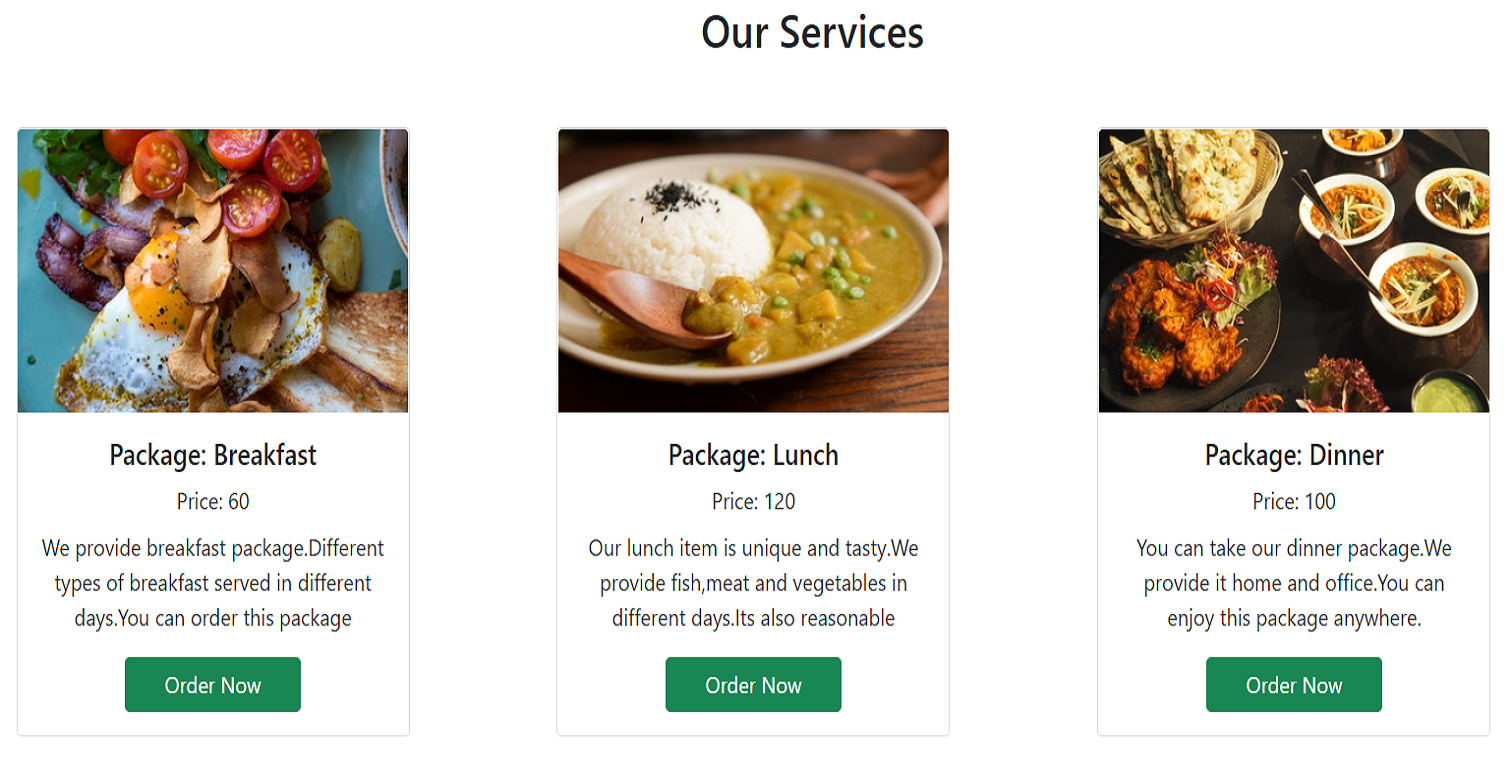 Our Services
Package: Breakfast
Price: 60
We provide breakfast package.Different
types of breakfast served in different
days.You can order this package
Order Now
Package: Lunch
Price: 120
Our lunch item is unique and tasty.We
provide fish,meat and vegetables in
different days.Its also reasonable
Order Now
Package: Dinner
Price: 100
You can take our dinner package.We
provide it home and office.You can
enjoy this package anywhere.
Order Now